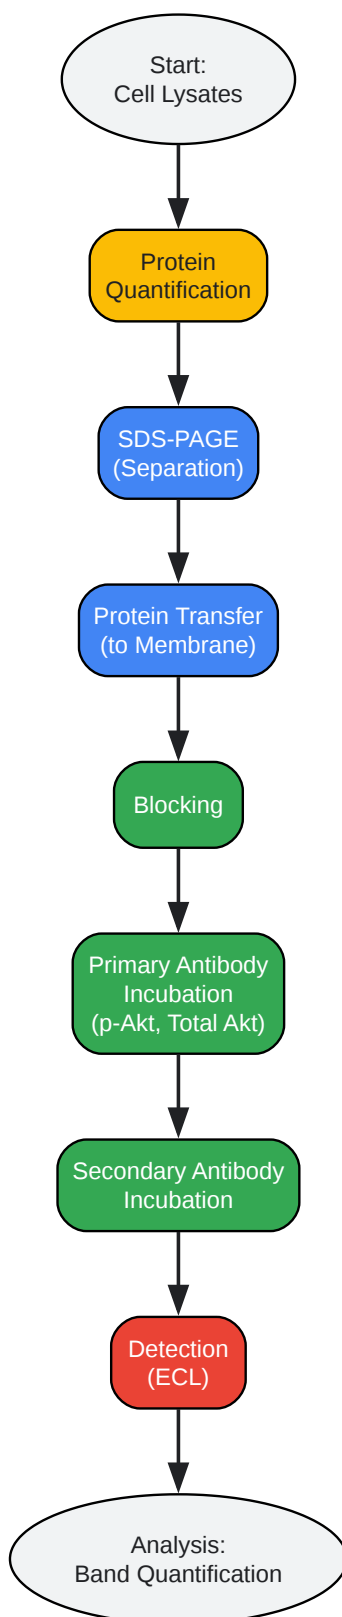 Start:
Cell Lysates
Protein
Quantification
SDS-PAGE
(Separation)
Protein Transfer
(to Membrane)
Blocking
Primary Antibody
Incubation
(p-Akt, Total Akt)
Secondary Antibody
Incubation
Detection
(ECL)
Analysis:
Band Quantification